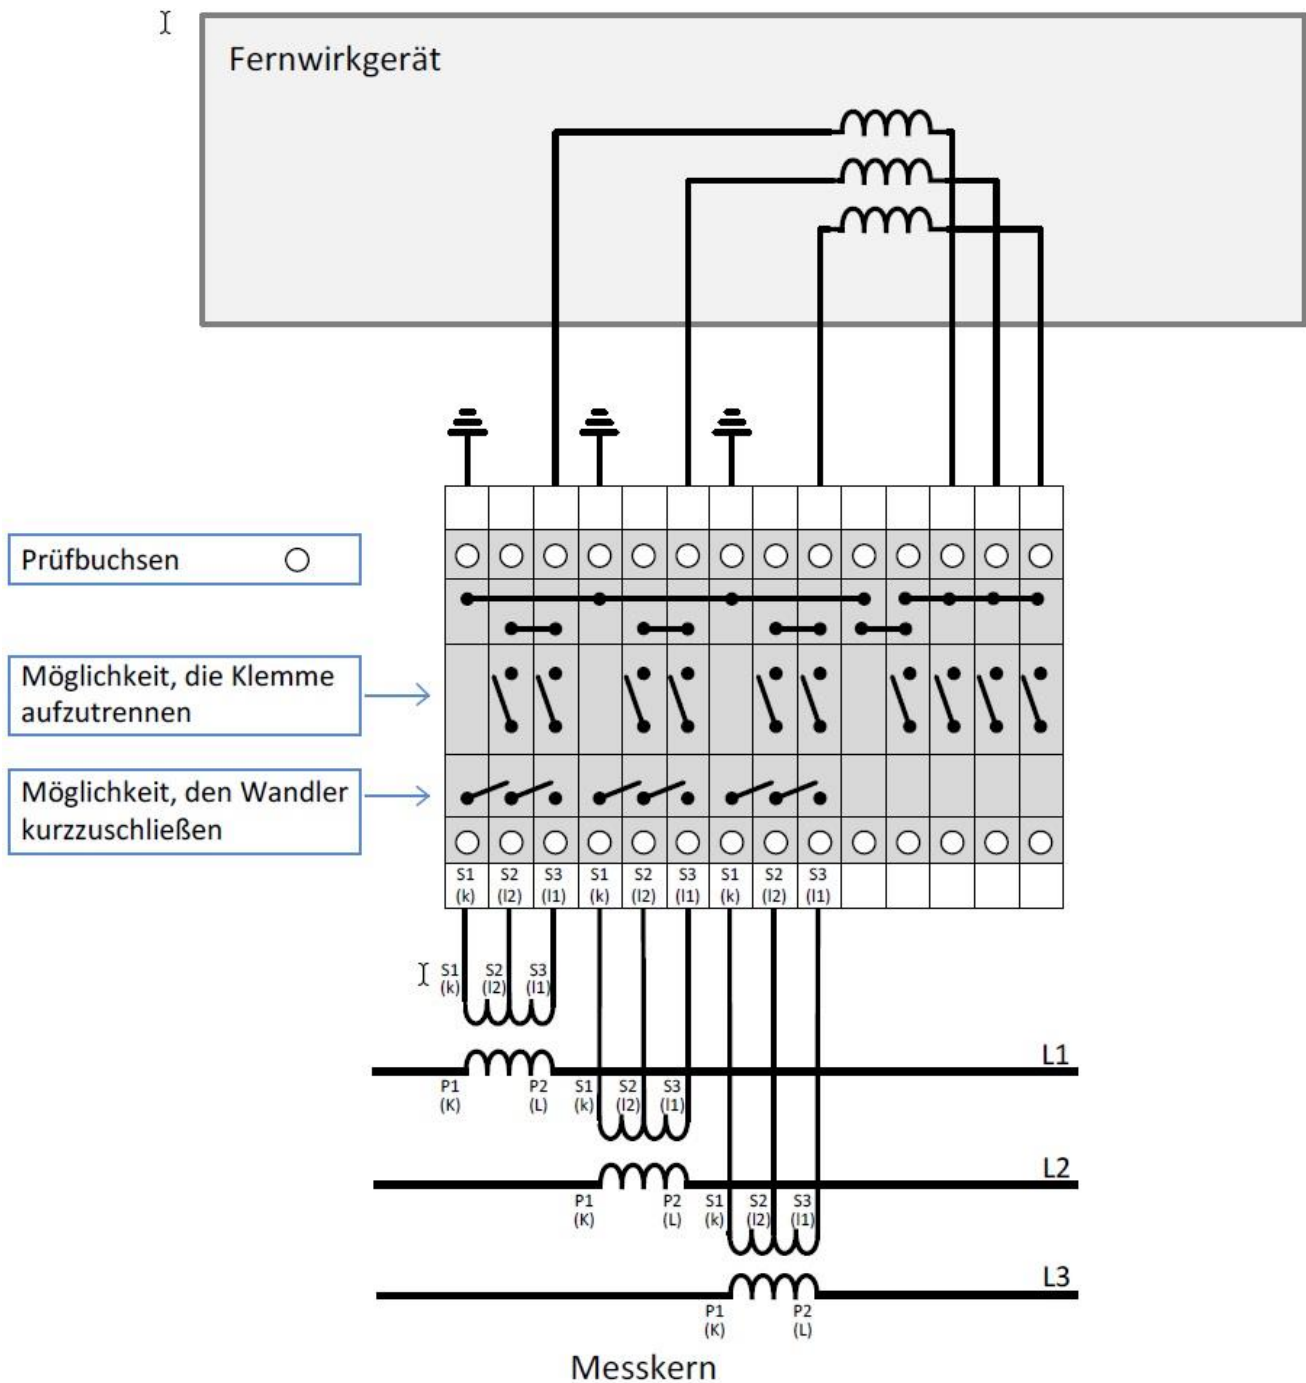 Fernwirkgerät
Prüfbuchsen
Möglichkeit, die Klemme
aufzutrennen
Möglichkeit, den Wandler
kurzzuschließen
S1 S2 S3 S1 S2 S3 S1 S2 S3
(k) (l2) (l1) (k) (l2) (l1) (k) (l2) (l1)
S1 S2 S3
(k) (l2) (l1)
L1
P1 P2 S1 S2 S3
(K) (L) (k) (l2) (l1)
L2
P1 P2 S1 S2 S3
(K) (L) (k) (l2) (l1)
L3
P1 P2
(K) (L)
Messkern